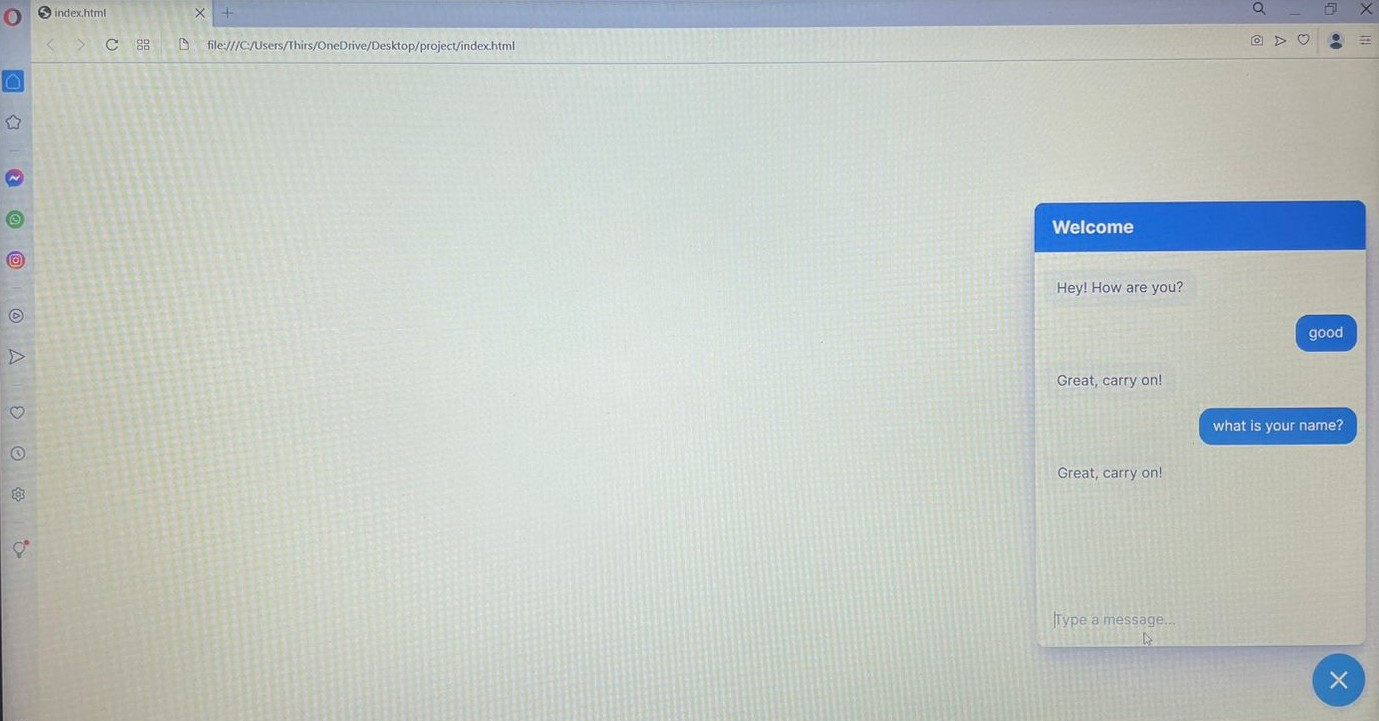 index.html
file:///C:/Users/Thirs/OneDrive/Desktop/project/index.html
Welcome
Hey! How are you?
good
Great, carry on!
what is your name?
Great, carry on!
Type a message...